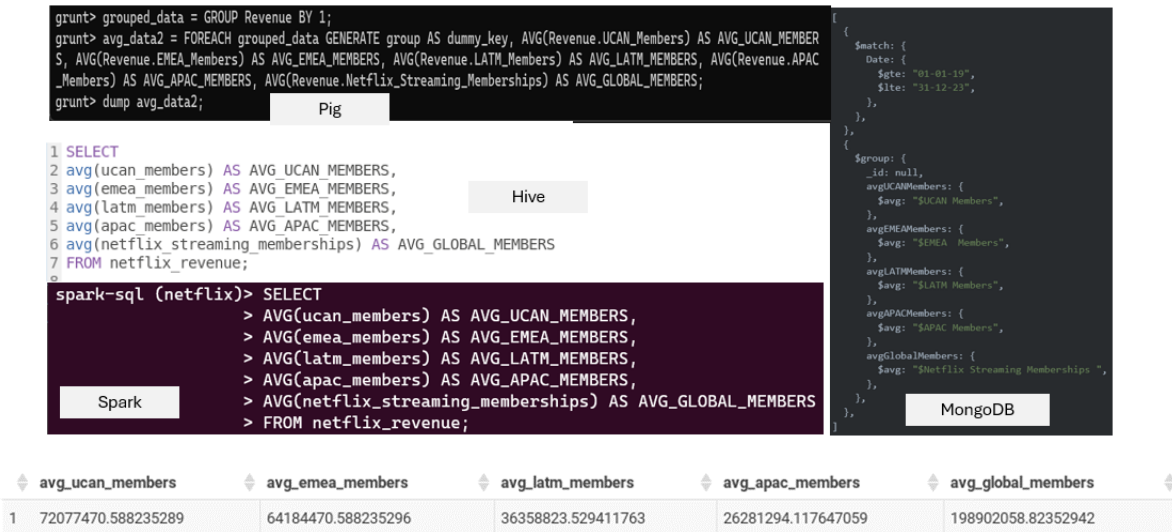 grunt> grouped_data = GROUP Revenue BY 1;
grunt> avg_data2 = FOREACH grouped_data GENERATE group AS dummy_key, AVG(Revenue.UCAN_Members) AS AVG_UCAN_MEMBER
S, AVG(Revenue.EMEA_Members) AS AVG_EMEA_MEMBERS, AVG(Revenue.LATM_Members) AS AVG_LATM_MEMBERS, AVG(Revenue.APAC
_Members) AS AVG_APAC_MEMBERS, AVG(Revenue.Netflix_Streaming_Memberships) AS AVG_GLOBAL_MEMBERS;
grunt> dump avg_data2;
Pig
1 SELECT
2 avg(ucan_members) AS AVG_UCAN_MEMBERS,
3 avg(emea_members) AS AVG_EMEA_MEMBERS,
4 avg(latm_members) AS AVG_LATM_MEMBERS,
5 avg(apac_members) AS AVG_APAC_MEMBERS,
6 avg(netflix_streaming_memberships) AS AVG_GLOBAL_MEMBERS
7 FROM netflix_revenue;
Hive
spark-sql (netflix)> SELECT
> AVG(ucan_members) AS AVG_UCAN_MEMBERS,
> AVG(emea_members) AS AVG_EMEA_MEMBERS,
> AVG(latm_members) AS AVG_LATM_MEMBERS,
> AVG(apac_members) AS AVG_APAC_MEMBERS,
> AVG(netflix_streaming_memberships) AS AVG_GLOBAL_MEMBERS
> FROM netflix_revenue;
Spark
[
{
$match: {
Date: {
$gte: "01-01-19",
$lte: "31-12-23",
},
},
},
{
$group: {
_id: null,
avgUCANMembers: {
$avg: "$UCAN Members",
},
avgEMEAMembers: {
$avg: "$EMEA  Members",
},
avgLATMMembers: {
$avg: "$LATM Members",
},
avgAPACMembers: {
$avg: "$APAC Members",
},
avgGlobalMembers: {
$avg: "$Netflix Streaming Memberships ",
},
},
},
]
MongoDB
avg_ucan_members avg_emea_members avg_latm_members avg_apac_members avg_global_members
1 72077470.588235289 64184470.588235296 36358823.529411763 26281294.117647059 198902058.82352942